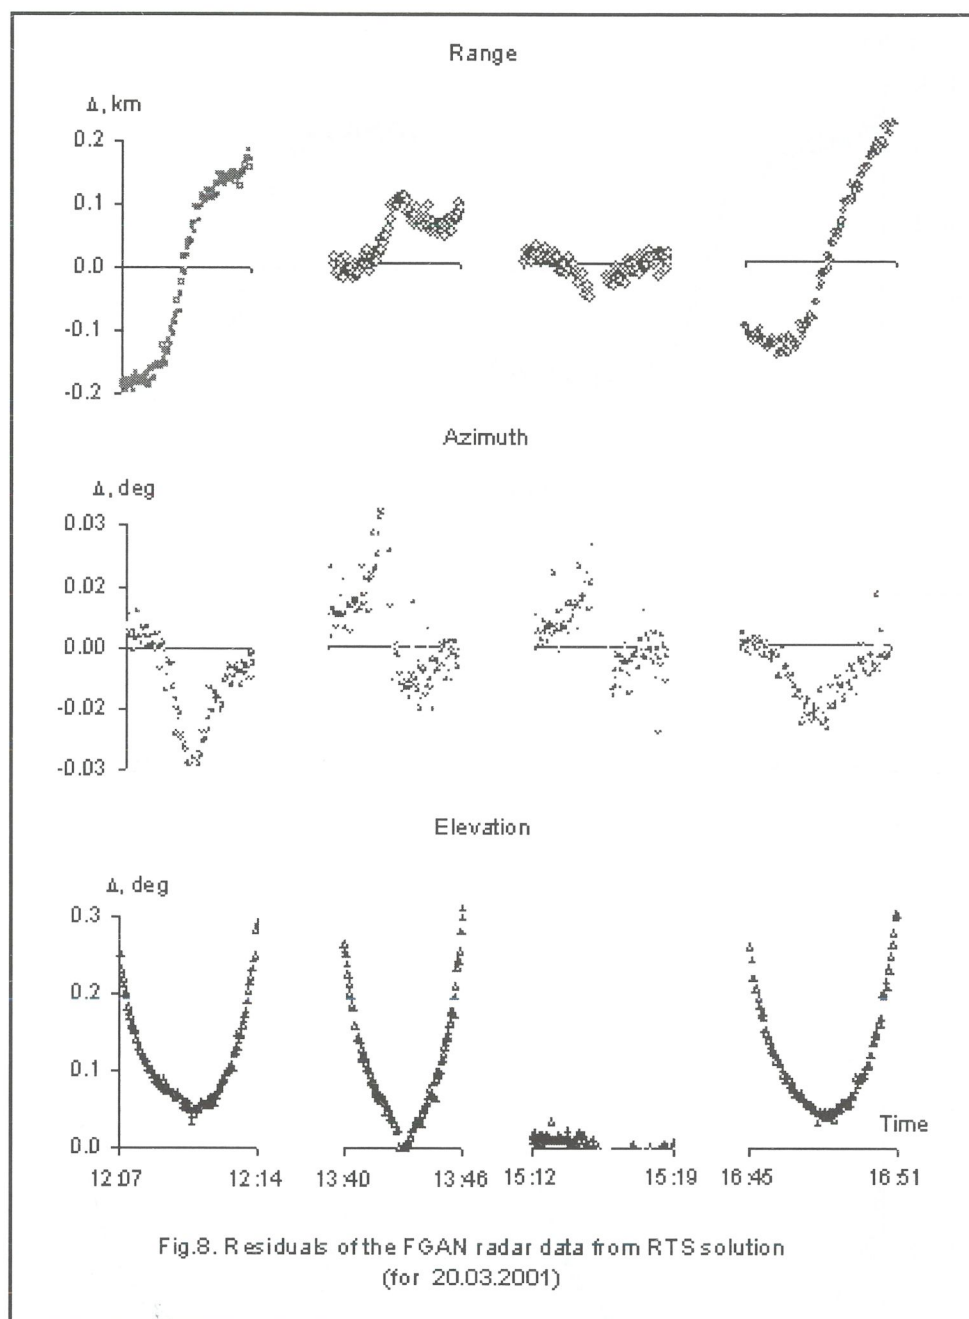 Range
Δ, km
0.2
0.1
0.0
-0.1
-0.2
Azimuth
Δ, deg
0.03
0.02
0.00
-0.02
-0.03
Elevation
Δ, deg
0.3
0.2
0.1
0.0
Time
12:07 12:14 13:40 13:46 15:12 15:19 16:45 16:51
Fig.8. Residuals of the FGAN radar data from RTS solution
(for 20.03.2001)